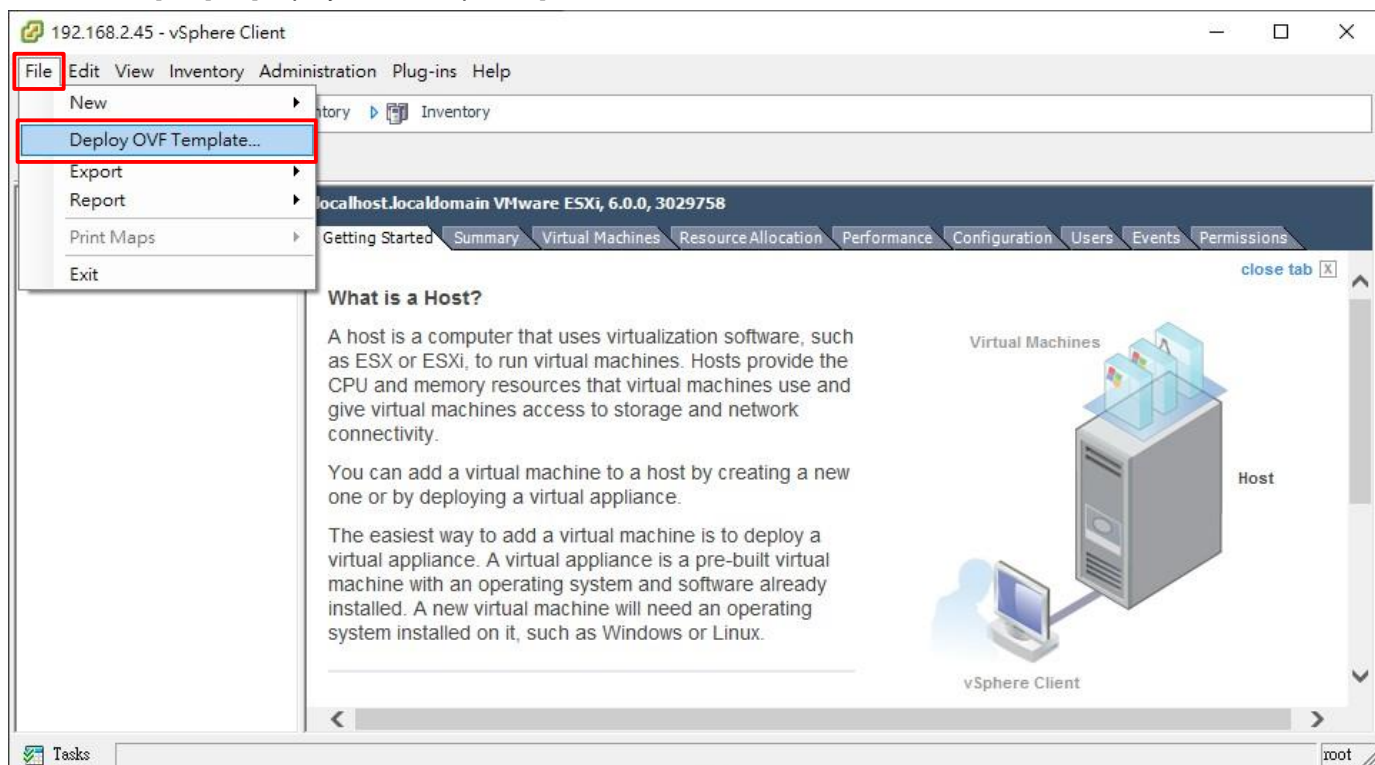 192.168.2.45 - vSphere Client
File Edit View Inventory Administration Plug-ins Help
New
Inventory
Deploy OVF Template...
Export
Report
Print Maps
Exit
localhost.localdomain VMware ESXi, 6.0.0, 3029758
Getting Started Summary Virtual Machines Resource Allocation Performance Configuration Users Events Permissions
close tab
What is a Host?
A host is a computer that uses virtualization software, such
as ESX or ESXi, to run virtual machines. Hosts provide the
CPU and memory resources that virtual machines use and
give virtual machines access to storage and network
connectivity.
You can add a virtual machine to a host by creating a new
one or by deploying a virtual appliance.
The easiest way to add a virtual machine is to deploy a
virtual appliance. A virtual appliance is a pre-built virtual
machine with an operating system and software already
installed. A new virtual machine will need an operating
system installed on it, such as Windows or Linux.
Virtual Machines
Host
vSphere Client
Tasks
root